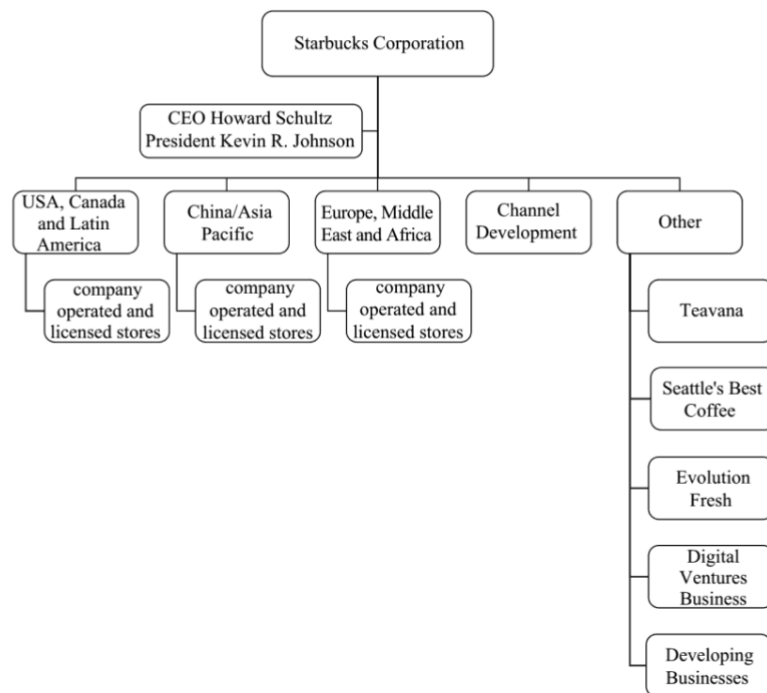 Starbucks Corporation
CEO Howard Schultz
President Kevin R. Johnson
USA, Canada
and Latin
America
China/Asia
Pacific
Europe, Middle
East and Africa
Channel
Development
Other
company
operated and
licensed stores
company
operated and
licensed stores
company
operated and
licensed stores
Teavana
Seattle's Best
Coffee
Evolution
Fresh
Digital
Ventures
Business
Developing
Businesses